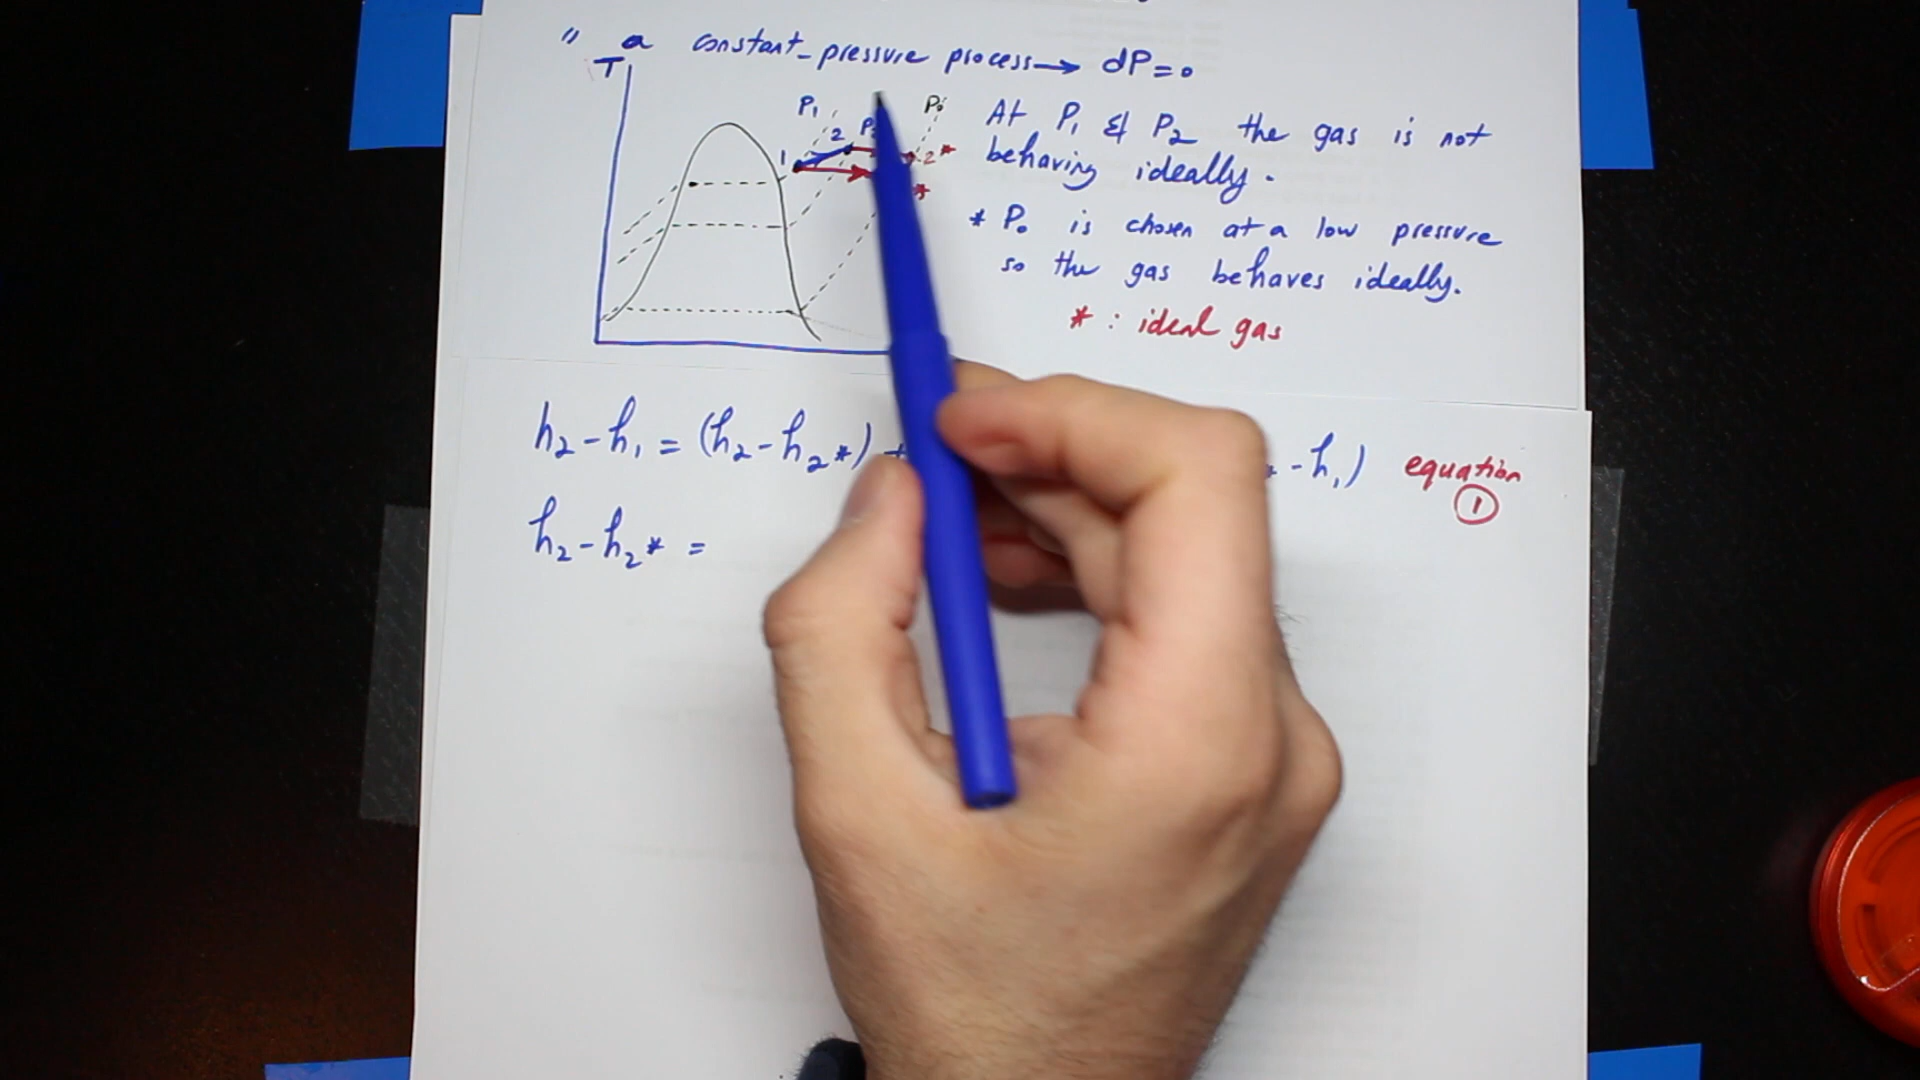 " a constant-pressure process → dP = 0
T
P₁ P₀
2
1 2*
*
At P₁ & P₂ the gas is not
behaving ideally.
* P₀ is chosen at a low pressure
so the gas behaves ideally.
* : ideal gas
h₂ - h₁ = (h₂ - h₂*) + - h₁) equation
①
h₂ - h₂* =